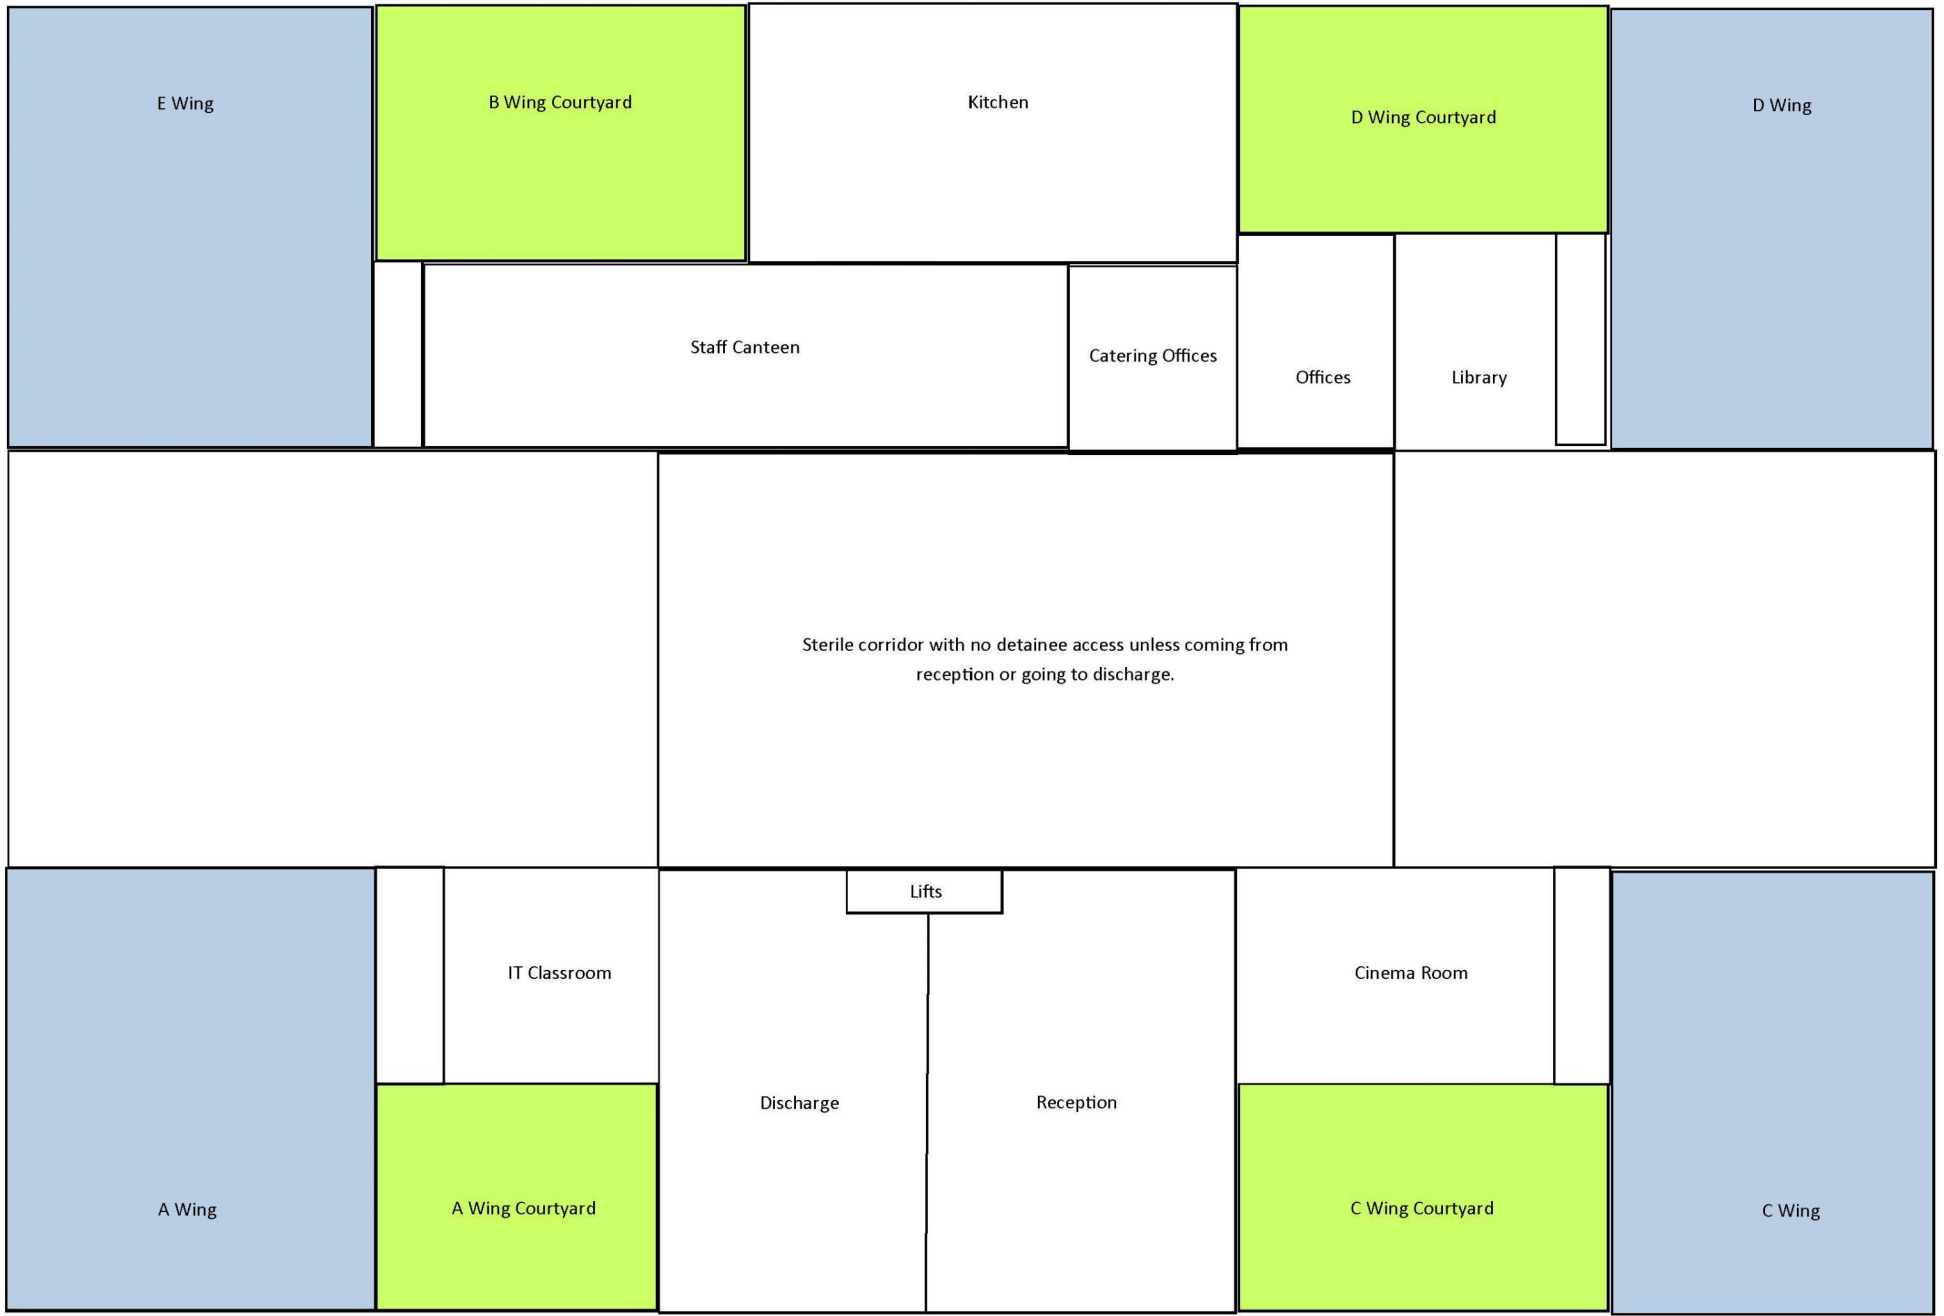 E Wing
B Wing Courtyard
Kitchen
D Wing Courtyard
D Wing
Staff Canteen
Catering Offices
Offices
Library
Sterile corridor with no detainee access unless coming from
reception or going to discharge.
Lifts
IT Classroom
Cinema Room
Discharge
Reception
A Wing
A Wing Courtyard
C Wing Courtyard
C Wing